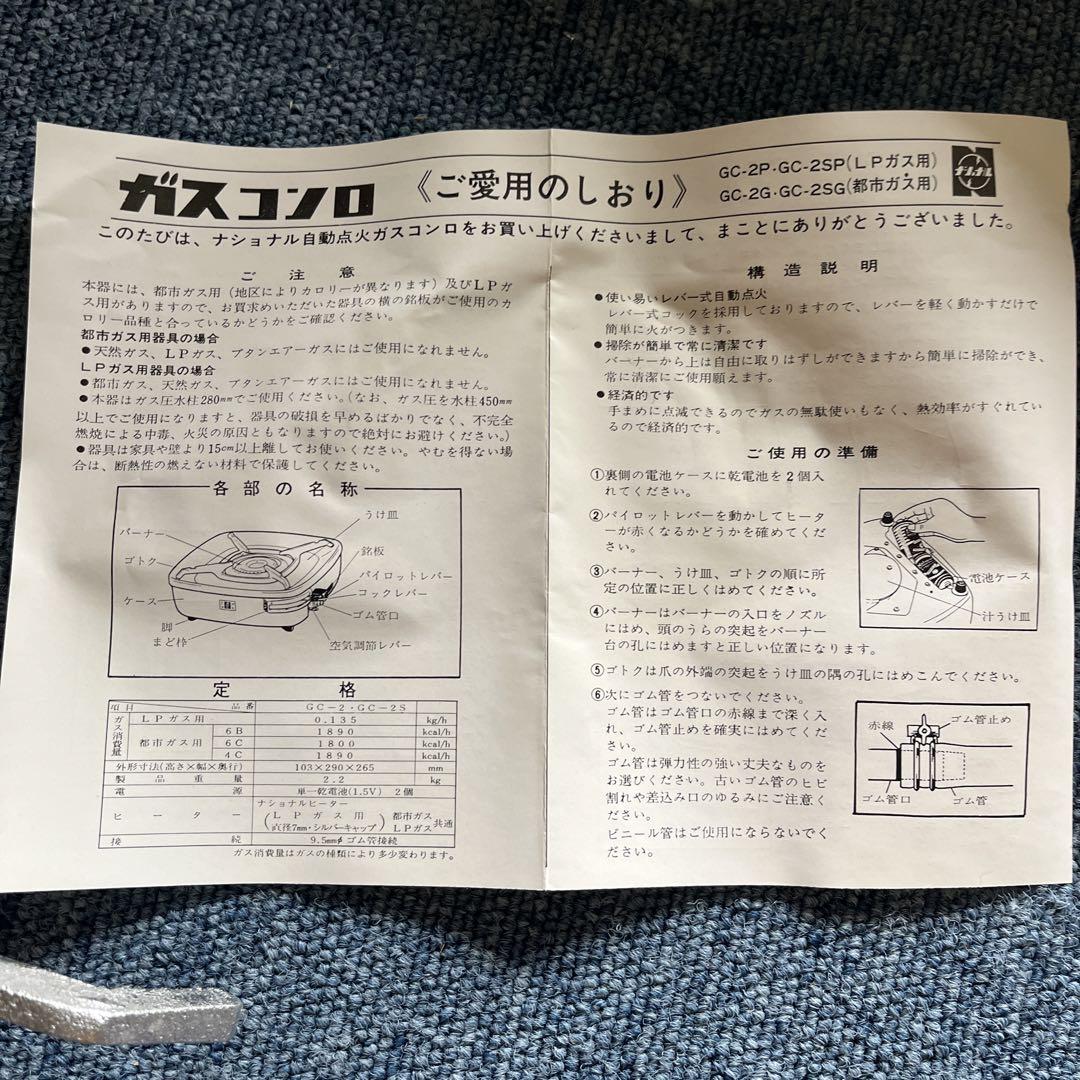 ガスコンロ 《ご愛用のしおり》
GC-2P・GC-2SP(LPガス用)
GC-2G・GC-2SG(都市ガス用)
ナショナル
このたびは、ナショナル自動点火ガスコンロをお買い上げくださいまして、まことにありがとうございました。
ご注意
本器には、都市ガス用(地区によりカロリーが異なります)及びLPガ
ス用がありますので、お買求めいただいた器具の横の銘板がご使用のカ
ロリー品種と合っているかどうかをご確認ください。
都市ガス用器具の場合
●天然ガス、LPガス、ブタンエアーガスにはご使用になれません。
LPガス用器具の場合
●都市ガス、天然ガス、ブタンエアーガスにはご使用になれません。
●本器はガス圧水柱280mmでご使用ください。(なお、ガス圧を水柱450mm
以上でご使用になりますと、器具の破損を早めるばかりでなく、不完全
燃焼による中毒、火災の原因ともなりますので絶対にお避けください。)
●器具は家具や壁より15cm以上離してお使いください。やむを得ない場
合は、断熱性の燃えない材料で保護してください。
各部の名称
うけ皿
バーナー
銘板
ゴトク
パイロットレバー
コックレバー
ケース
ゴム管口
脚
まど枠
空気調節レバー
定格
項目 品番 GC-2・GC-2S
ガス消費量 LPガス用 0.135 kg/h
都市ガス用 6B 1890 kcal/h
6C 1800 kcal/h
4C 1890 kcal/h
外形寸法(高さ×幅×奥行) 103×290×265 mm
製品重量 2.2 kg
電源 単一乾電池(1.5V) 2個
ヒーター ナショナルヒーター
(LPガス用 直径7mm・シルバーキャップ) 都市ガス LPガス 共通
接続 9.5mmφ ゴム管接続
ガス消費量はガスの種類により多少変わります。
構造説明
●使い易いレバー式自動点火
レバー式コックを採用しておりますので、レバーを軽く動かすだけで
簡単に火がつきます。
●掃除が簡単で常に清潔です
バーナーから上は自由に取りはずしができますから簡単に掃除ができ、
常に清潔にご使用願えます。
●経済的です
手まめに点滅できるのでガスの無駄使いもなく、熱効率がすぐれてい
るので経済的です。
ご使用の準備
①裏側の電池ケースに乾電池を2個入
れてください。
②パイロットレバーを動かしてヒータ
ーが赤くなるかどうかを確めてくだ
さい。
③バーナー、うけ皿、ゴトクの順に所
定の位置に正しくはめてください。
④バーナーはバーナーの入口をノズル
にはめ、頭のうらの突起をバーナー
台の孔にはめますと正しい位置になります。
⑤ゴトクは爪の外端の突起をうけ皿の隅の孔にはめこんでください。
⑥次にゴム管をつないでください。
ゴム管はゴム管口の赤線まで深く入
れ、ゴム管止めを確実にはめてくだ
さい。
ゴム管は弾力性の強い丈夫なものを
お選びください。古いゴム管のヒビ
割れや差込み口のゆるみにご注意く
ださい。
ビニール管はご使用にならないでく
ださい。
電池ケース
汁うけ皿
赤線
ゴム管止め
ゴム管口
ゴム管